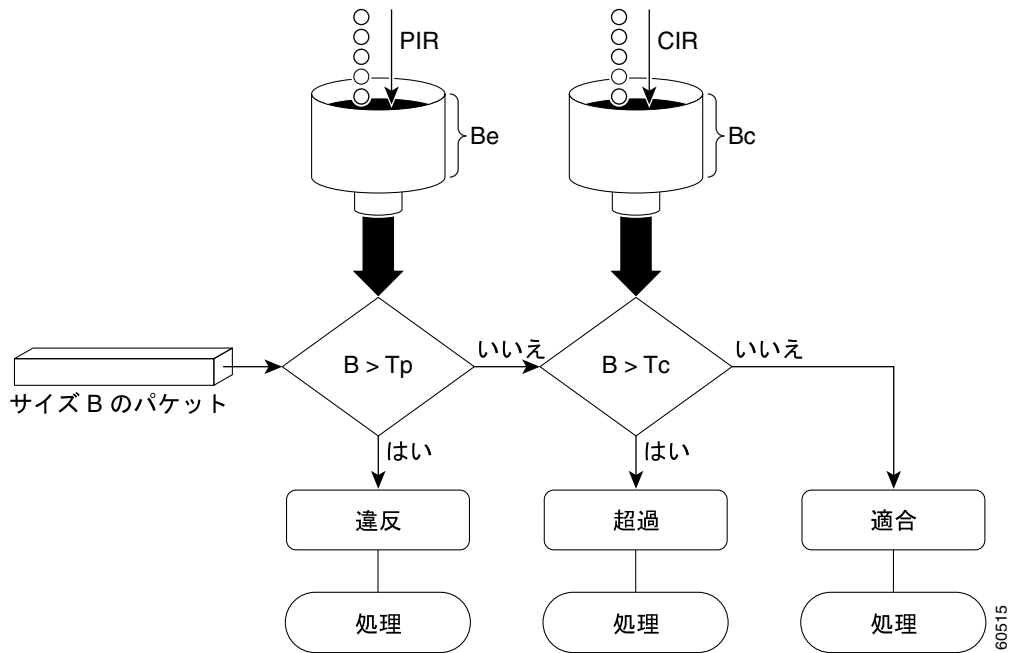 PIR
CIR
Be
Bc
B > Tp
いいえ
B > Tc
いいえ
サイズ B のパケット
はい
はい
違反
超過
適合
処理
処理
処理
60515